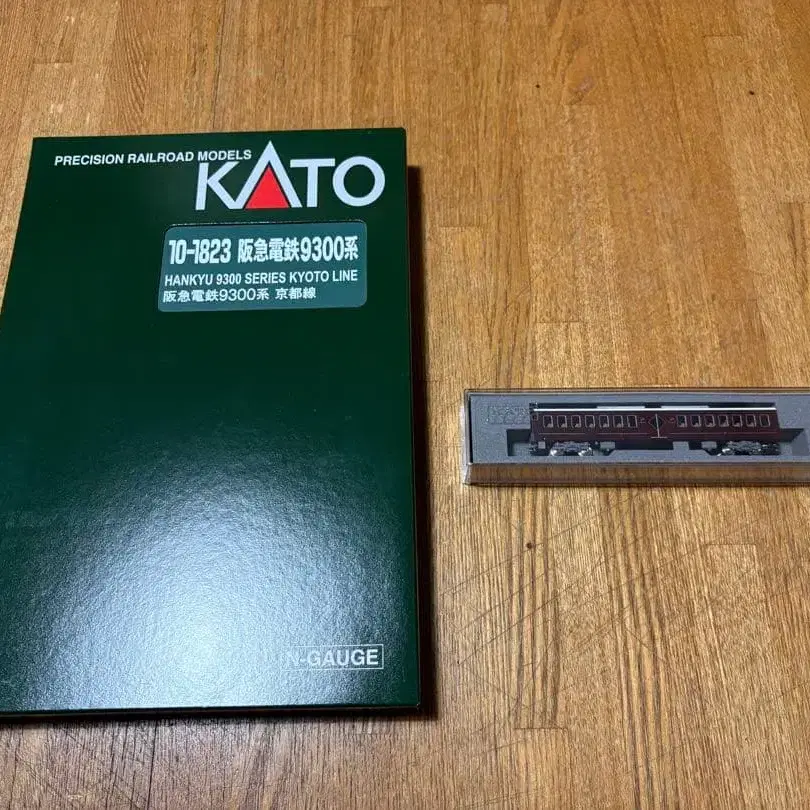 PRECISION RAILROAD MODELS
KATO
10-1823 阪急電鉄9300系
HANKYU 9300 SERIES KYOTO LINE
阪急電鉄9300系 京都線
N-GAUGE